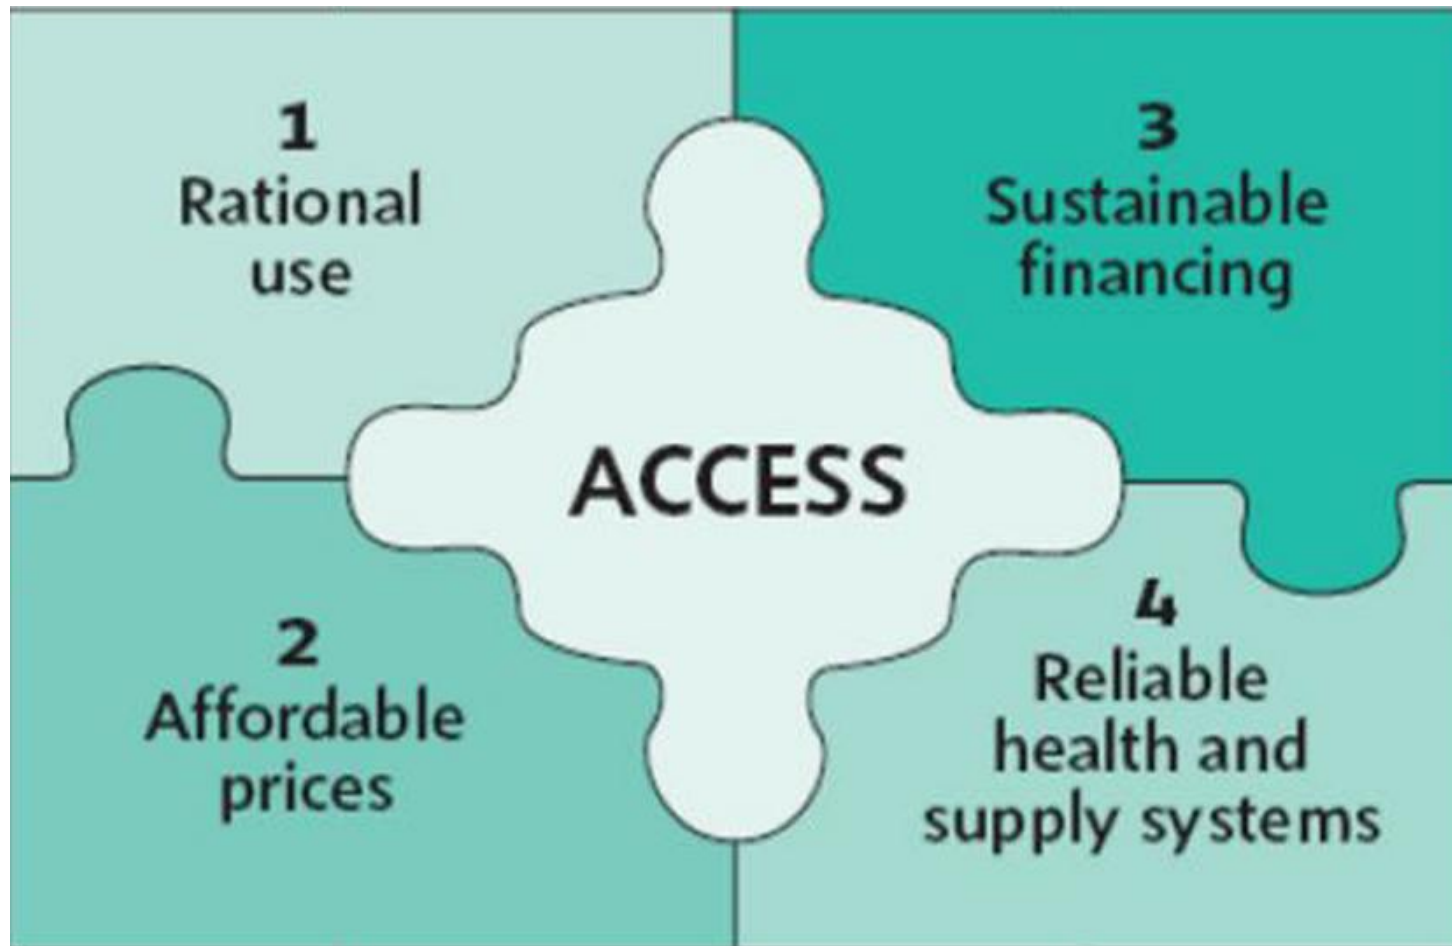 1
Rational
use
2
Affordable
prices
ACCESS
3
Sustainable
financing
4
Reliable
health and
supply systems